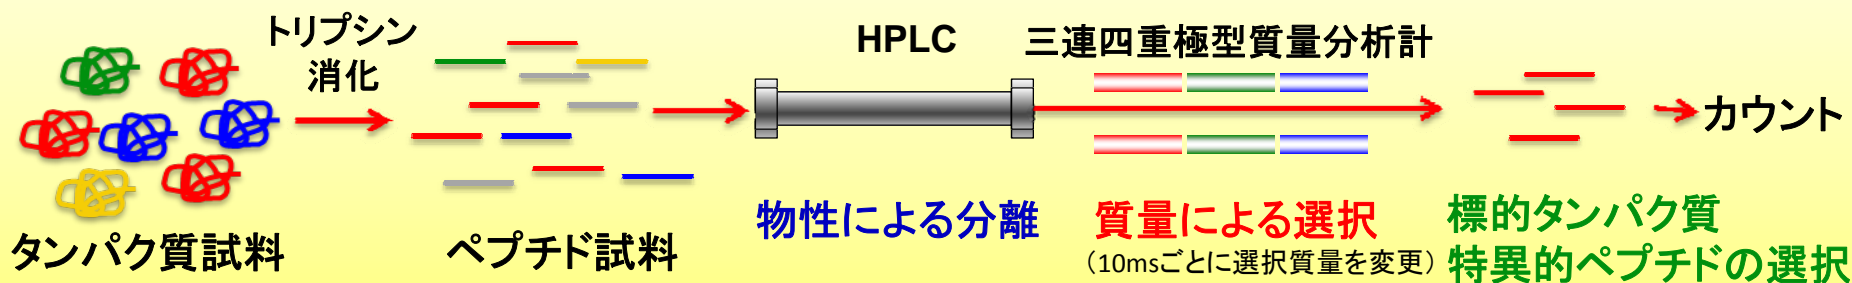 タンパク質試料
トリプシン
消化
ペプチド試料
HPLC
物性による分離
三連四重極型質量分析計
質量による選択
（10msごとに選択質量を変更）
標的タンパク質
特異的ペプチドの選択
カウント